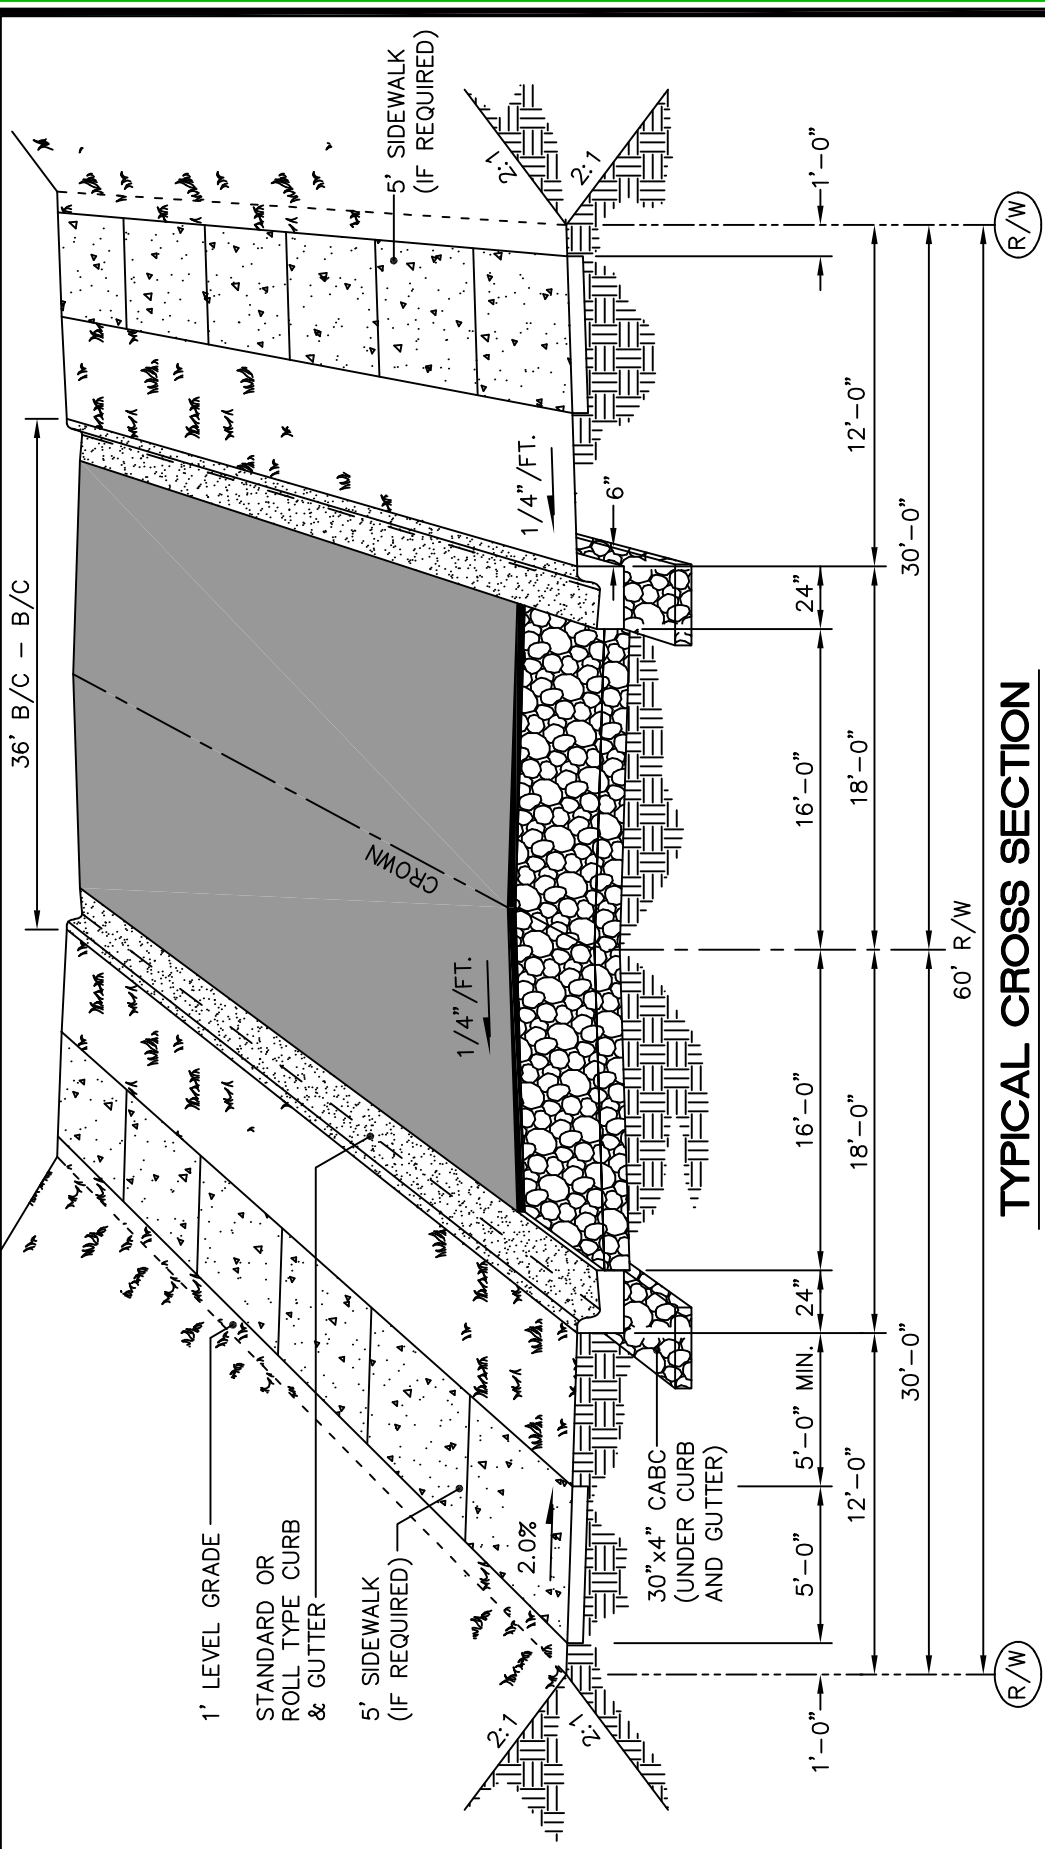 36' B/C – B/C
1' LEVEL GRADE
STANDARD OR
ROLL TYPE CURB
& GUTTER
5' SIDEWALK
(IF REQUIRED)
5' SIDEWALK
(IF REQUIRED)
CROWN
1/4"/FT.
1/4"/FT.
2.0%
2:1
2:1
2:1
2:1
6"
30"x4" CABC
(UNDER CURB
AND GUTTER)
1'-0"
5'-0"
5'-0" MIN.
24"
16'-0"
16'-0"
24"
1'-0"
12'-0"
18'-0"
18'-0"
12'-0"
30'-0"
30'-0"
60' R/W
R/W
R/W
TYPICAL CROSS SECTION